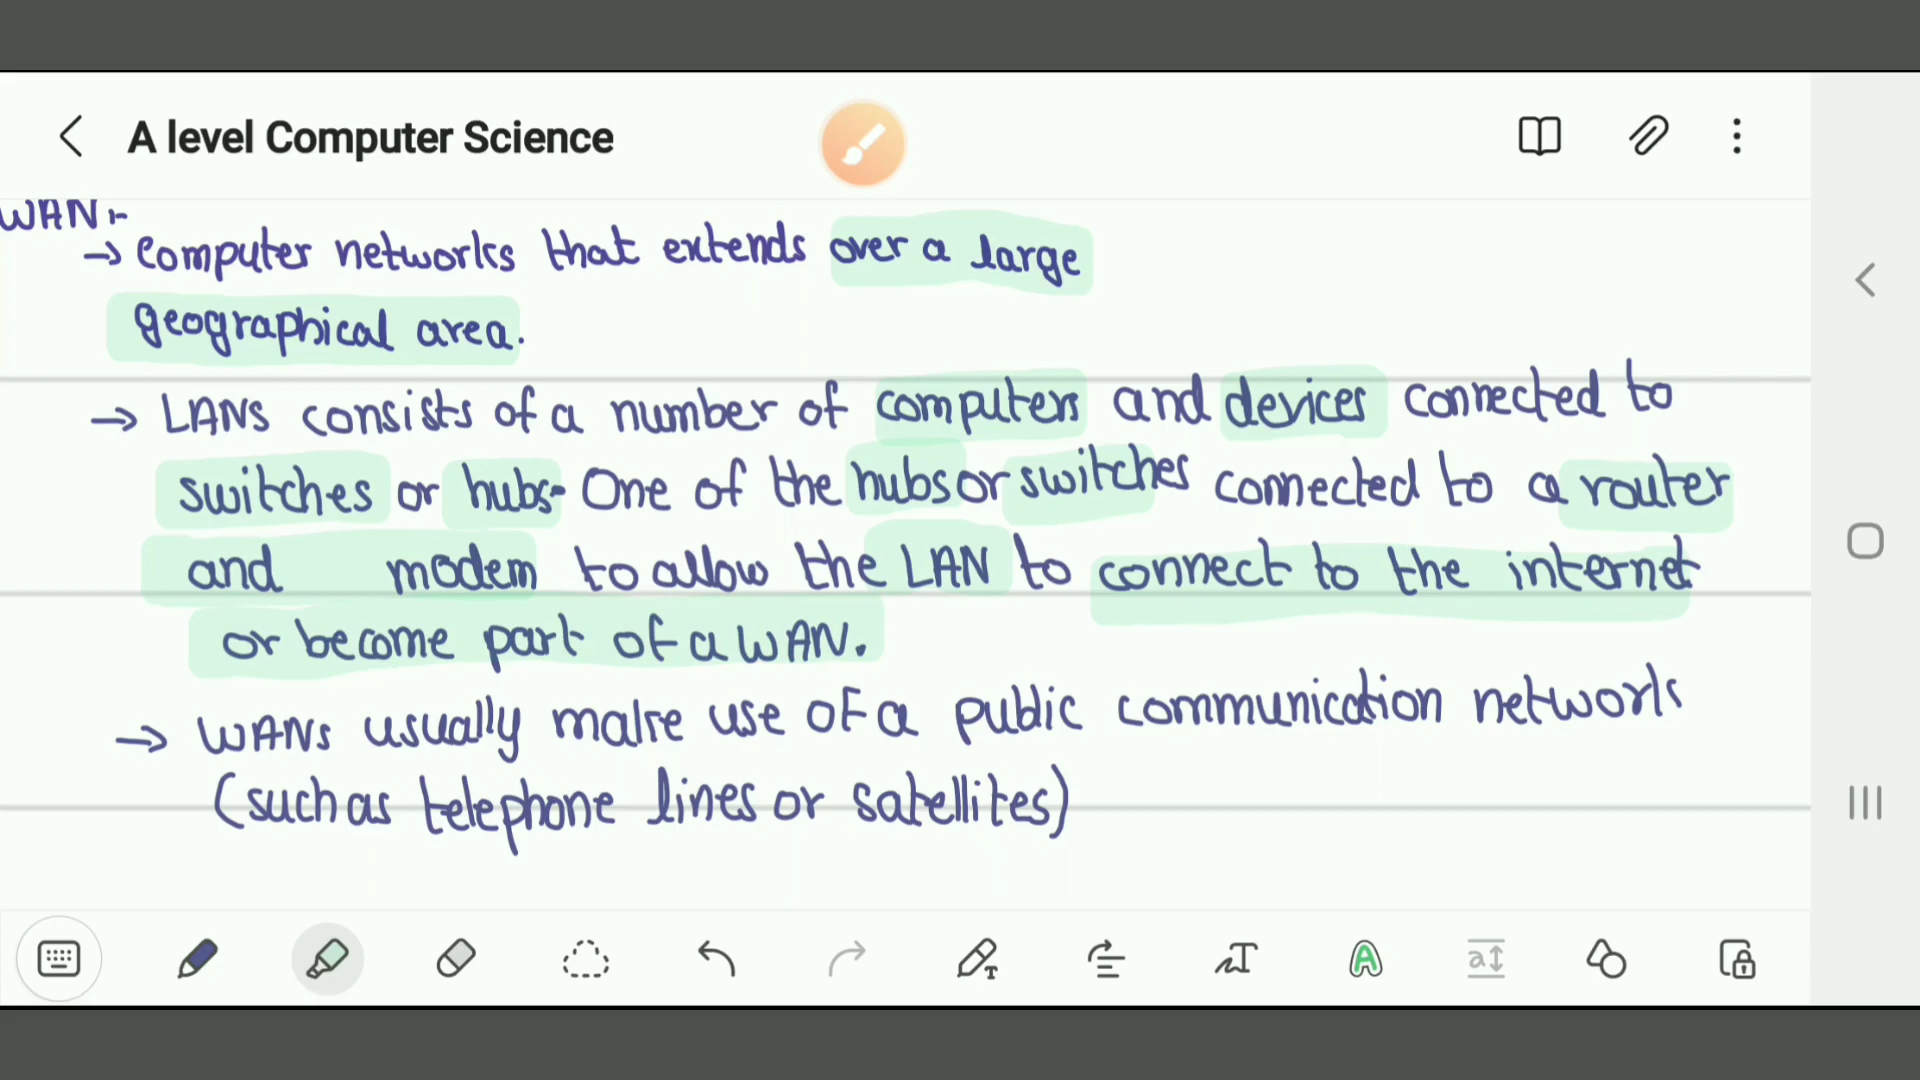 A level Computer Science
WAN:-
→ Computer networks that extends over a large
geographical area.
→ LANs consists of a number of computers and devices connected to
switches or hubs. One of the hubs or switches connected to a router
and modem to allow the LAN to connect to the internet
or become part of a WAN.
→ WANs usually make use of a public communication network
(such as telephone lines or satellites)